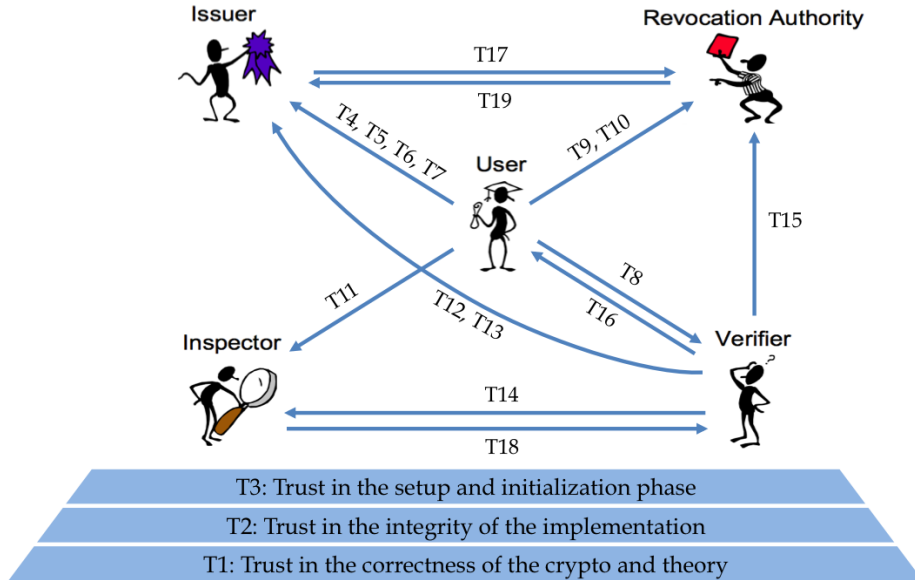 Issuer
Revocation Authority
T17
T19
T4, T5, T6, T7
User
T9, T10
T15
T8
T16
T11
T12, T13
Inspector
Verifier
?
T14
T18
T3: Trust in the setup and initialization phase
T2: Trust in the integrity of the implementation
T1: Trust in the correctness of the crypto and theory